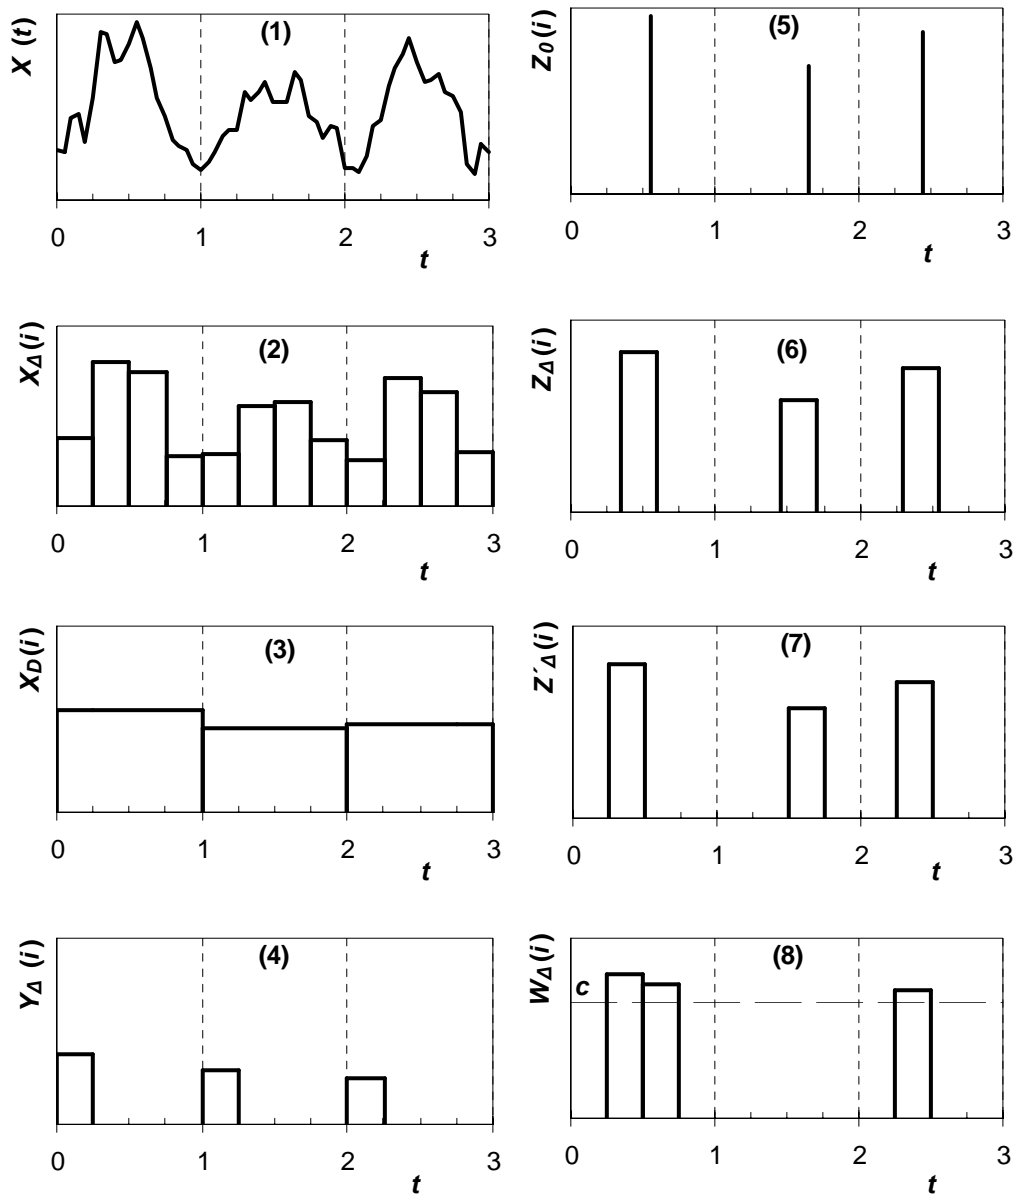 X (t)
(1)
0 1 2 3
t
X_Δ(i)
(2)
0 1 2 3
t
X_D(i)
(3)
0 1 2 3
t
Y_Δ (i)
(4)
0 1 2 3
t
Z_0(i)
(5)
0 1 2 3
t
Z_Δ(i)
(6)
0 1 2 3
t
Z´_Δ(i)
(7)
0 1 2 3
t
W_Δ(i)
(8)
c
0 1 2 3
t